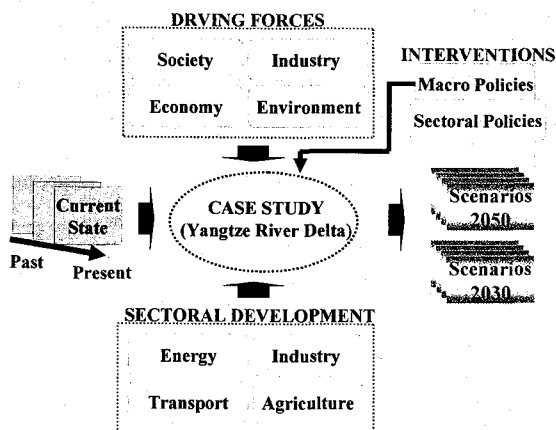 DRVING FORCES
Society Industry
Economy Environment
INTERVENTIONS
Macro Policies
Sectoral Policies
Current
State
Past
Present
CASE STUDY
(Yangtze River Delta)
Scenarios
2050
Scenarios
2030
SECTORAL DEVELOPMENT
Energy Industry
Transport Agriculture